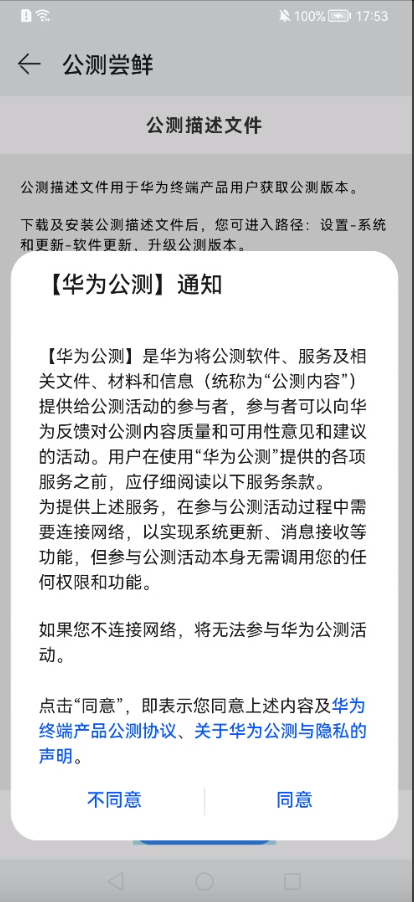 100% 17:53
公测尝鲜
公测描述文件
公测描述文件用于华为终端产品用户获取公测版本。
下载及安装公测描述文件后，您可进入路径：设置-系统
和更新-软件更新，升级公测版本。
【华为公测】通知
【华为公测】是华为将公测软件、服务及相
关文件、材料和信息（统称为“公测内容”）
提供给公测活动的参与者，参与者可以向华
为反馈对公测内容质量和可用性意见和建议
的活动。用户在使用“华为公测”提供的各项
服务之前，应仔细阅读以下服务条款。
为提供上述服务，在参与公测活动过程中需
要连接网络，以实现系统更新、消息接收等
功能，但参与公测活动本身无需调用您的任
何权限和功能。
如果您不连接网络，将无法参与华为公测活
动。
点击“同意”，即表示您同意上述内容及华为
终端产品公测协议、关于华为公测与隐私的
声明。
不同意 同意